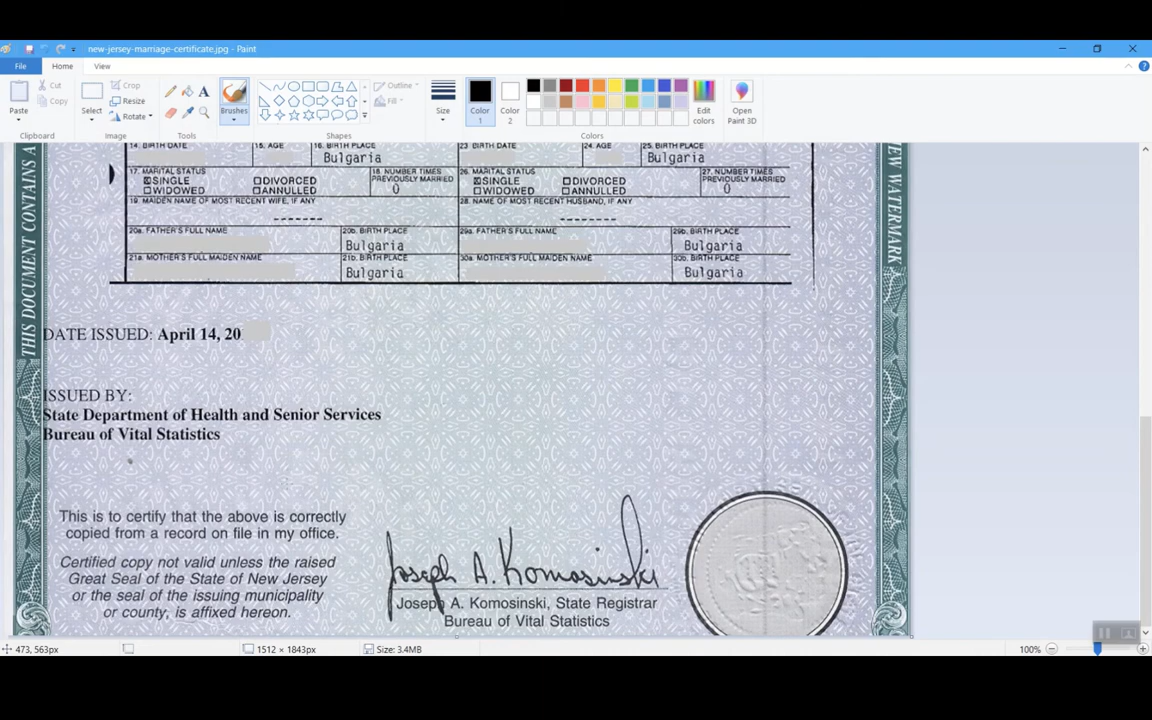 new-jersey-marriage-certificate.jpg - Paint
File Home View
Paste
Cut
Copy
Clipboard
Select
Crop
Resize
Rotate
Image
Tools
Brushes
Shapes
Outline
Fill
Size
Color 1
Color 2
Colors
Edit colors
Open Paint 3D
14. BIRTH DATE 15. AGE 16. BIRTH PLACE 23 BIRTH DATE 24. AGE 25. BIRTH PLACE
Bulgaria Bulgaria
17. MARITAL STATUS 18. NUMBER TIMES PREVIOUSLY MARRIED 26. MARITAL STATUS 27. NUMBER TIMES PREVIOUSLY MARRIED
SINGLE DIVORCED SINGLE DIVORCED
WIDOWED ANNULLED 0 WIDOWED ANNULLED 0
19. MAIDEN NAME OF MOST RECENT WIFE, IF ANY 28. NAME OF MOST RECENT HUSBAND, IF ANY
------- --------
20a. FATHER'S FULL NAME 20b. BIRTH PLACE 29a. FATHER'S FULL NAME 29b. BIRTH PLACE
Bulgaria Bulgaria
21a. MOTHER'S FULL MAIDEN NAME 21b. BIRTH PLACE 30a. MOTHER'S FULL MAIDEN NAME 30b. BIRTH PLACE
Bulgaria Bulgaria
THIS DOCUMENT CONTAINS A
EW WATERMARK
DATE ISSUED: April 14, 20
ISSUED BY:
State Department of Health and Senior Services
Bureau of Vital Statistics
This is to certify that the above is correctly
copied from a record on file in my office.
Certified copy not valid unless the raised
Great Seal of the State of New Jersey
or the seal of the issuing municipality
or county, is affixed hereon.
Joseph A. Komosinski
Joseph A. Komosinski, State Registrar
Bureau of Vital Statistics
473, 563px 1512 × 1843px Size: 3.4MB 100%